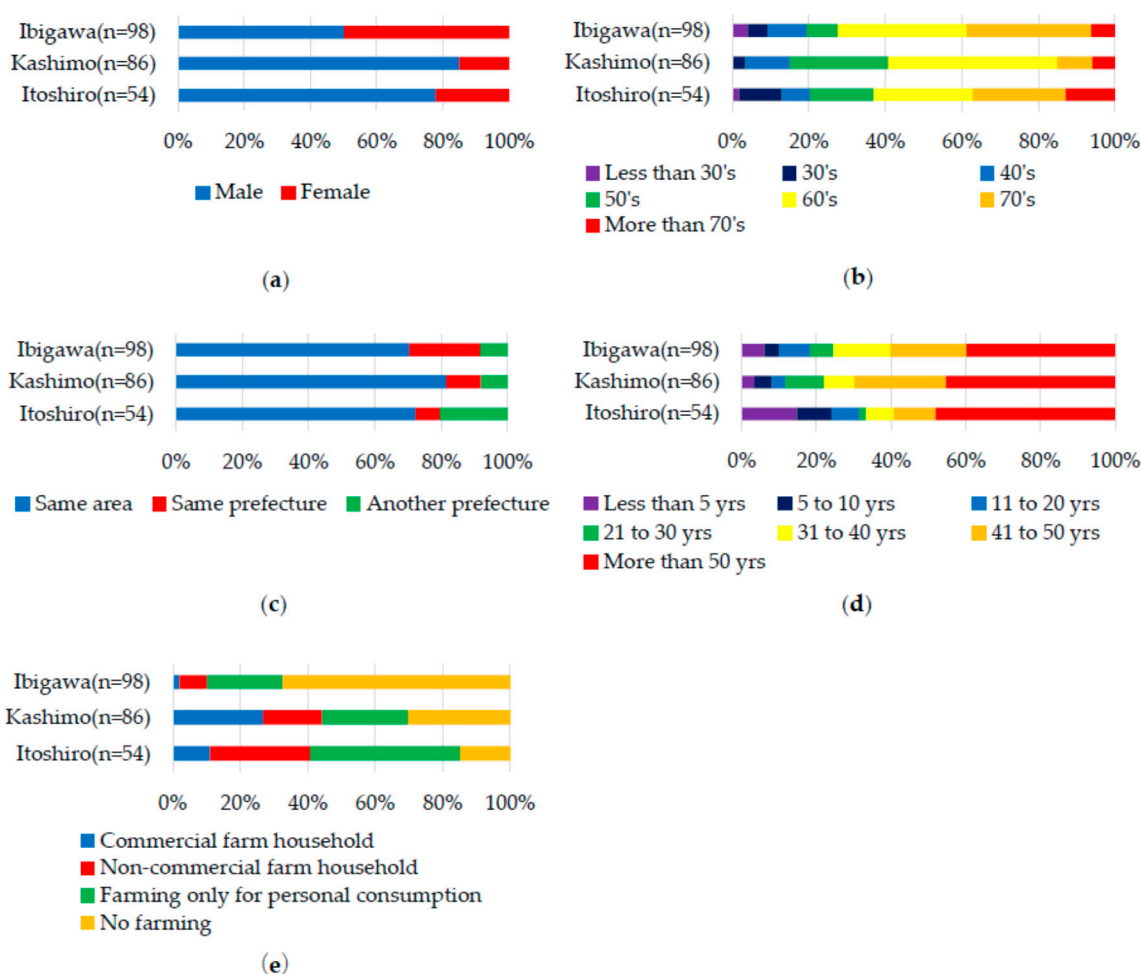 Ibigawa(n=98)
Kashimo(n=86)
Itoshiro(n=54)
0% 20% 40% 60% 80% 100%
Male Female
(a)
Ibigawa(n=98)
Kashimo(n=86)
Itoshiro(n=54)
0% 20% 40% 60% 80% 100%
Less than 30's 30's 40's
50's 60's 70's
More than 70's
(b)
Ibigawa(n=98)
Kashimo(n=86)
Itoshiro(n=54)
0% 20% 40% 60% 80% 100%
Same area Same prefecture Another prefecture
(c)
Ibigawa(n=98)
Kashimo(n=86)
Itoshiro(n=54)
0% 20% 40% 60% 80% 100%
Less than 5 yrs 5 to 10 yrs 11 to 20 yrs
21 to 30 yrs 31 to 40 yrs 41 to 50 yrs
More than 50 yrs
(d)
Ibigawa(n=98)
Kashimo(n=86)
Itoshiro(n=54)
0% 20% 40% 60% 80% 100%
Commercial farm household
Non-commercial farm household
Farming only for personal consumption
No farming
(e)